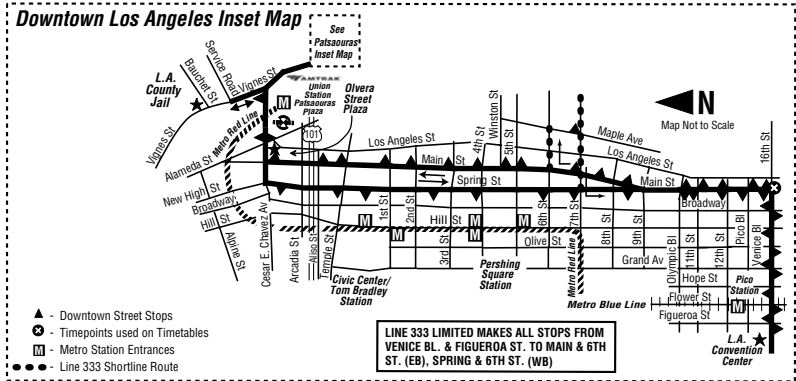 Downtown Los Angeles Inset Map
See
Patsaouras
Inset Map
L.A.
County
Jail
Bauchet St
Service Road
Vignes St
Vignes St
AMTRAK
Union
Station
Patsaouras
Plaza
Olvera
Street
Plaza
M
Metro Red Line
101
Alameda St
New High St
Broadway
Hill St
Alpine St
Cesar E. Chavez Av
Arcadia St
Aliso St
Temple St
Los Angeles St
Main St
Spring St
1st St
2nd St
3rd St
4th St
Winston St
5th St
6th St
7th St
8th St
9th St
Maple Ave
Los Angeles St
Main St
Broadway
Hill St
Olive St
Grand Av
Olympic Bl
11th St
12th St
Pico Bl
Venice Bl
16th St
Hope St
Flower St
Figueroa St
N
Map Not to Scale
M
M
M
M
M
Civic Center/
Tom Bradley
Station
Pershing
Square
Station
Metro Red Line
Metro Blue Line
Pico
Station
M
L.A.
Convention
Center
- Downtown Street Stops
- Timepoints used on Timetables
M - Metro Station Entrances
- Line 333 Shortline Route
LINE 333 LIMITED MAKES ALL STOPS FROM
VENICE BL. & FIGUEROA ST. TO MAIN & 6TH
ST. (EB), SPRING & 6TH ST. (WB)